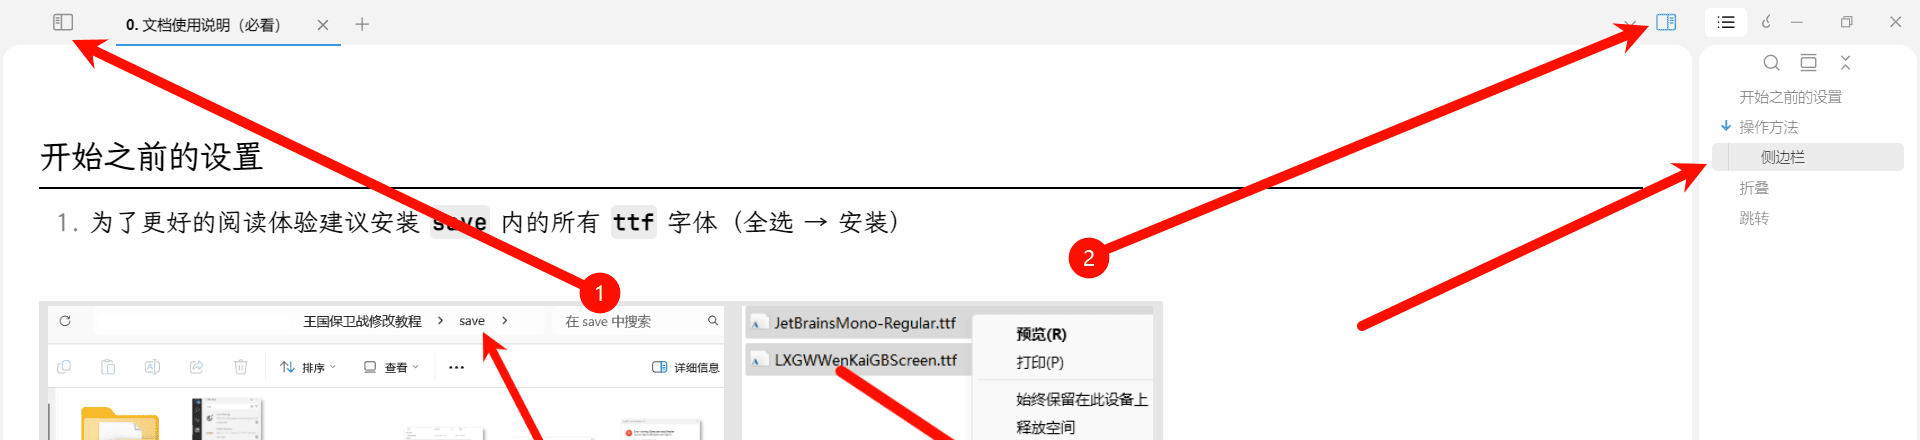 0. 文档使用说明（必看）
开始之前的设置
1. 为了更好的阅读体验建议安装 save 内的所有 ttf 字体（全选 → 安装）
1
2
王国保卫战修改教程 > save >
在 save 中搜索
排序
查看
详细信息
JetBrainsMono-Regular.ttf
LXGWWenKaiGBScreen.ttf
预览(R)
打印(P)
始终保留在此设备上
释放空间
开始之前的设置
操作方法
侧边栏
折叠
跳转